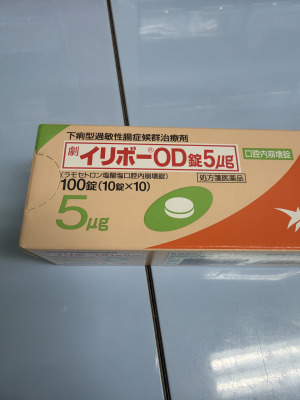 下痢型過敏性腸症候群治療剤
劇 イリボー®OD錠5μg
口腔内崩壊錠
(ラモセトロン塩酸塩口腔内崩壊錠)
処方箋医薬品
100錠(10錠×10)
5μg